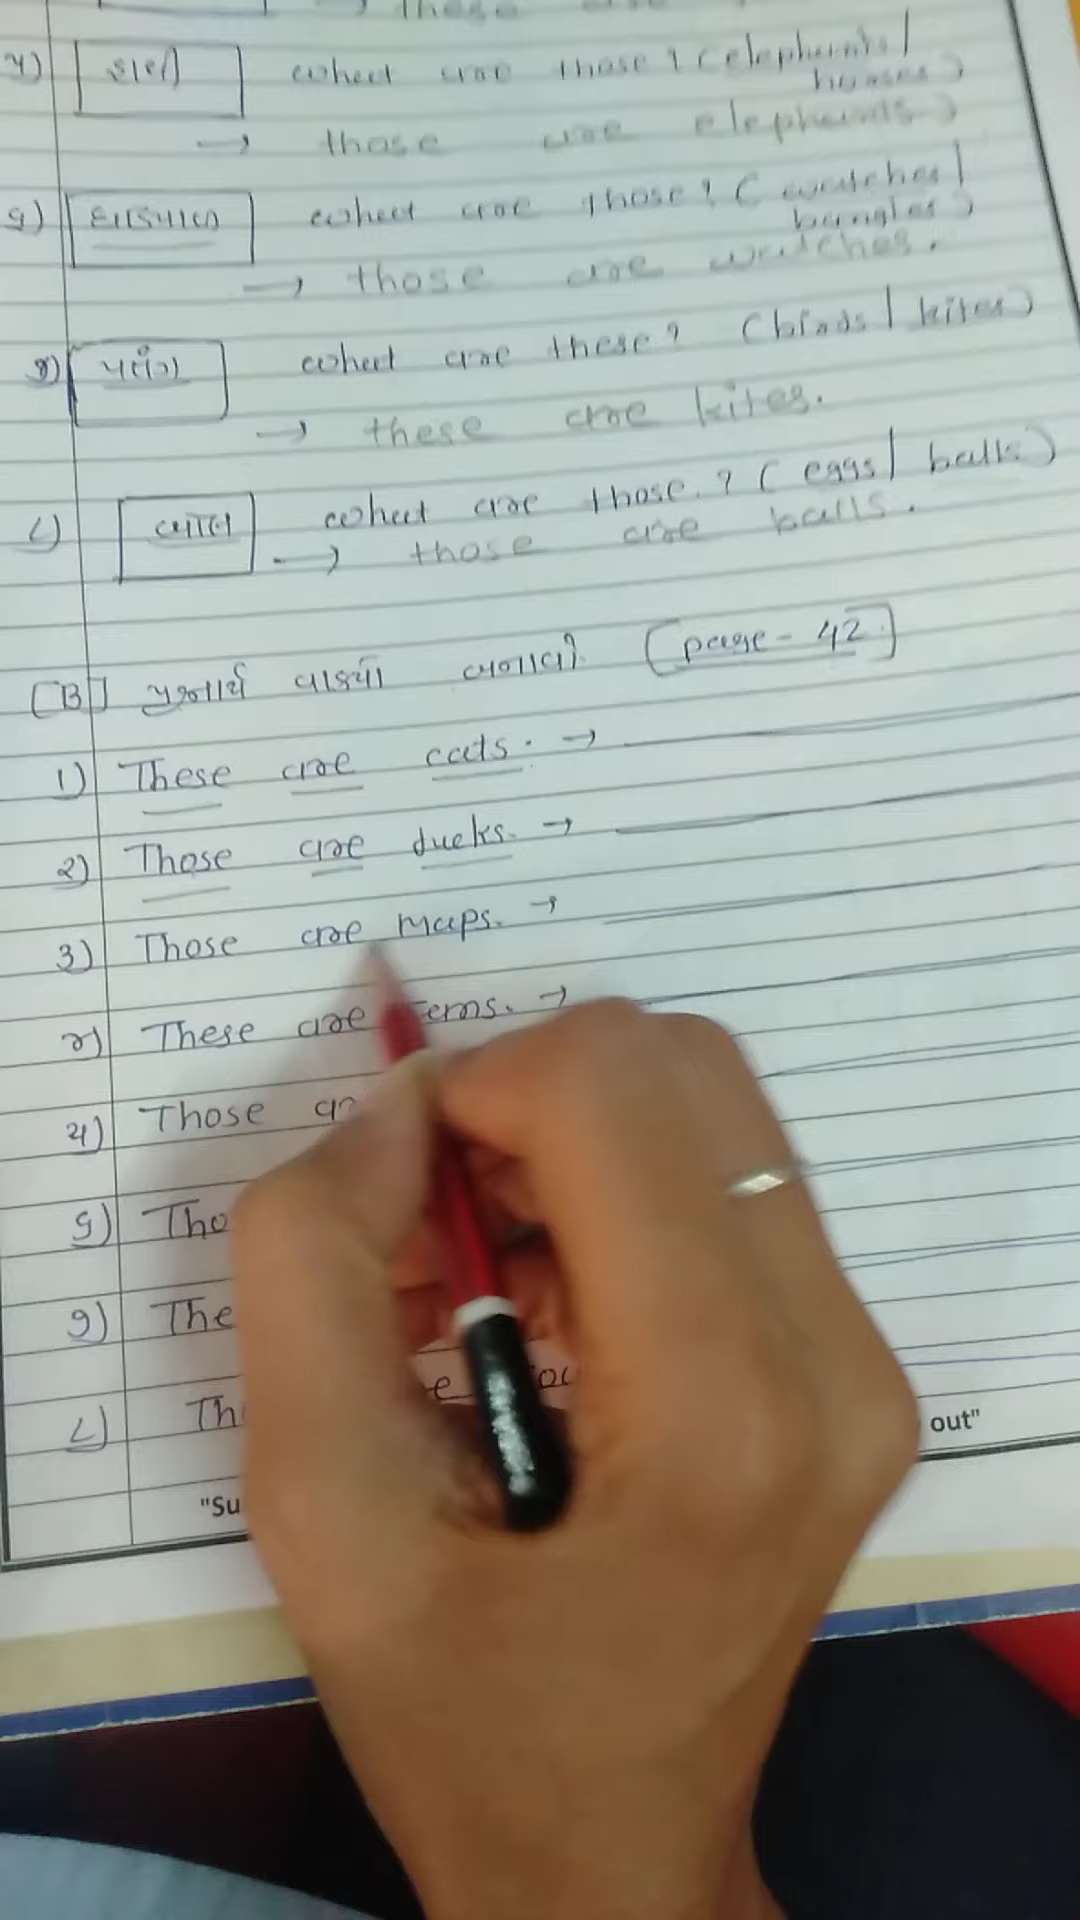 these are
૫) હાથી what are those? (elephants/
horses)
→ those are elephants.
૬) ઘડિયાળ what are those? (watches/
bangles)
→ those are watches.
૭) પતંગ what are these? (birds/kites)
→ these are kites.
૮) બોલ what are those.? (eggs/balls)
→ those are balls.
[B] પ્રશ્નાર્થ વાક્યો બનાવો. [page - 42.]
1) These are cats. →
2) Those are ducks. →
3) Those are Maps. →
૪) These are →
૫) Those
૬)
૭)
૮)
"Su
out"